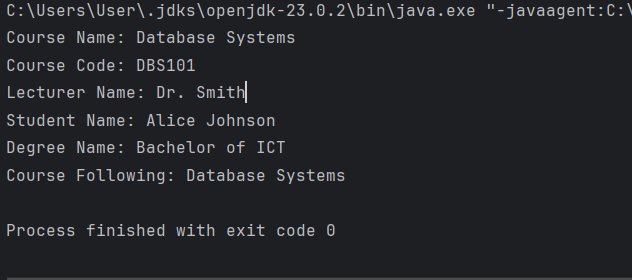 C:\Users\User\.jdks\openjdk-23.0.2\bin\java.exe "-javaagent:C:\
Course Name: Database Systems
Course Code: DBS101
Lecturer Name: Dr. Smith
Student Name: Alice Johnson
Degree Name: Bachelor of ICT
Course Following: Database Systems
Process finished with exit code 0